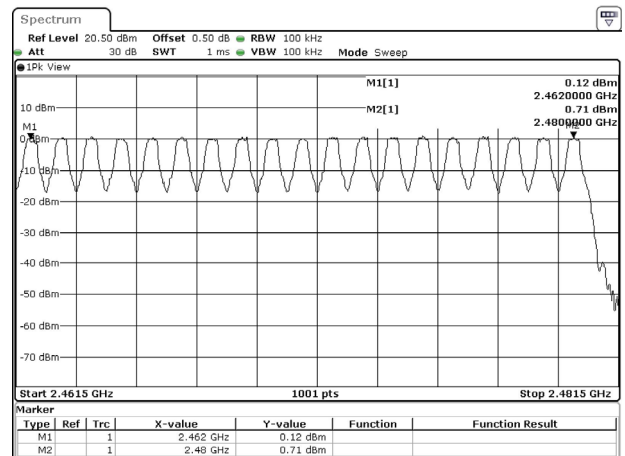 Spectrum
Ref Level 20.50 dBm Offset 0.50 dB RBW 100 kHz
Att 30 dB SWT 1 ms VBW 100 kHz Mode Sweep
1Pk View
M1[1] 0.12 dBm
2.4620000 GHz
10 dBm
M2[1] 0.71 dBm
2.4800000 GHz
M1 M2
0 dBm
-10 dBm
-20 dBm
-30 dBm
-40 dBm
-50 dBm
-60 dBm
-70 dBm
Start 2.4615 GHz 1001 pts Stop 2.4815 GHz
Marker
Type Ref Trc X-value Y-value Function Function Result
M1 1 2.462 GHz 0.12 dBm
M2 1 2.48 GHz 0.71 dBm